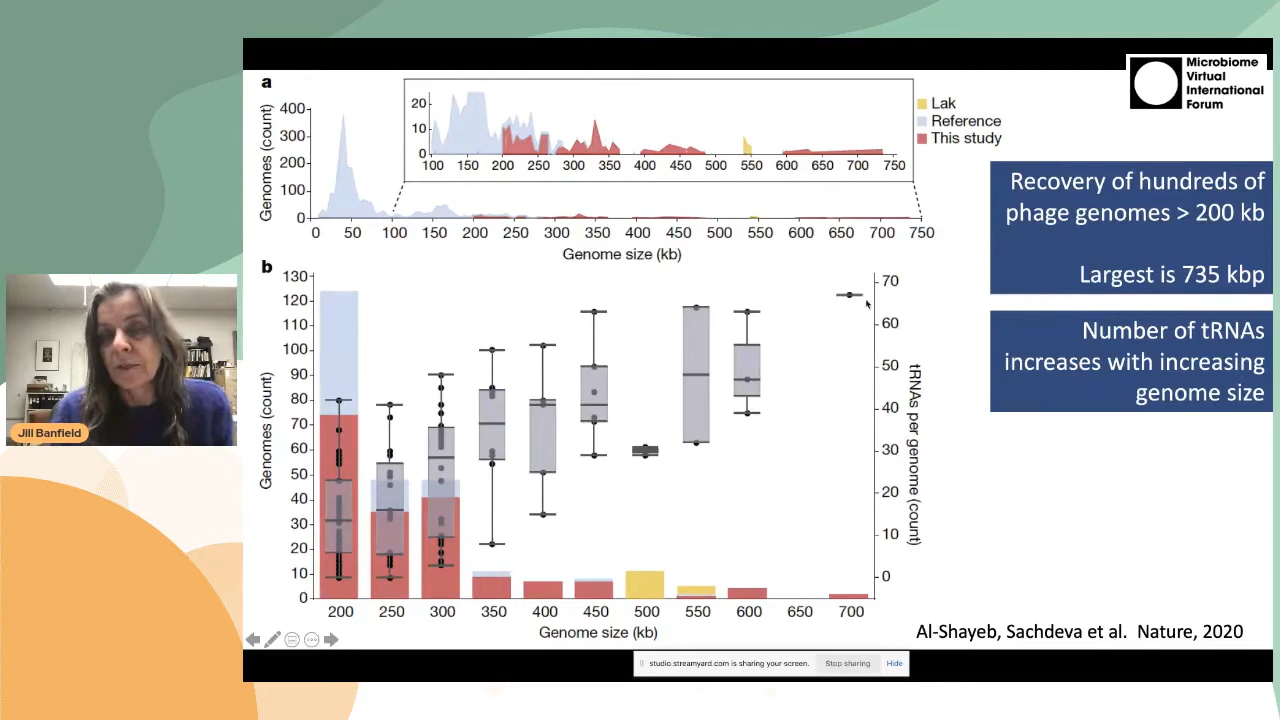 Microbiome
Virtual
International
Forum
a
Genomes (count)
400
300
200
100
0
20
10
0
100 150 200 250 300 350 400 450 500 550 600 650 700 750
0 50 100 150 200 250 300 350 400 450 500 550 600 650 700 750
Genome size (kb)
Lak
Reference
This study
Recovery of hundreds of
phage genomes > 200 kb
Largest is 735 kbp
Number of tRNAs
increases with increasing
genome size
b
Genomes (count)
130
120
110
100
90
80
70
60
50
40
30
20
10
0
70
60
50
40
30
20
10
0
tRNAs per genome (count)
200 250 300 350 400 450 500 550 600 650 700
Genome size (kb)
Al-Shayeb, Sachdeva et al. Nature, 2020
Jill Banfield
studio.streamyard.com is sharing your screen. Stop sharing Hide